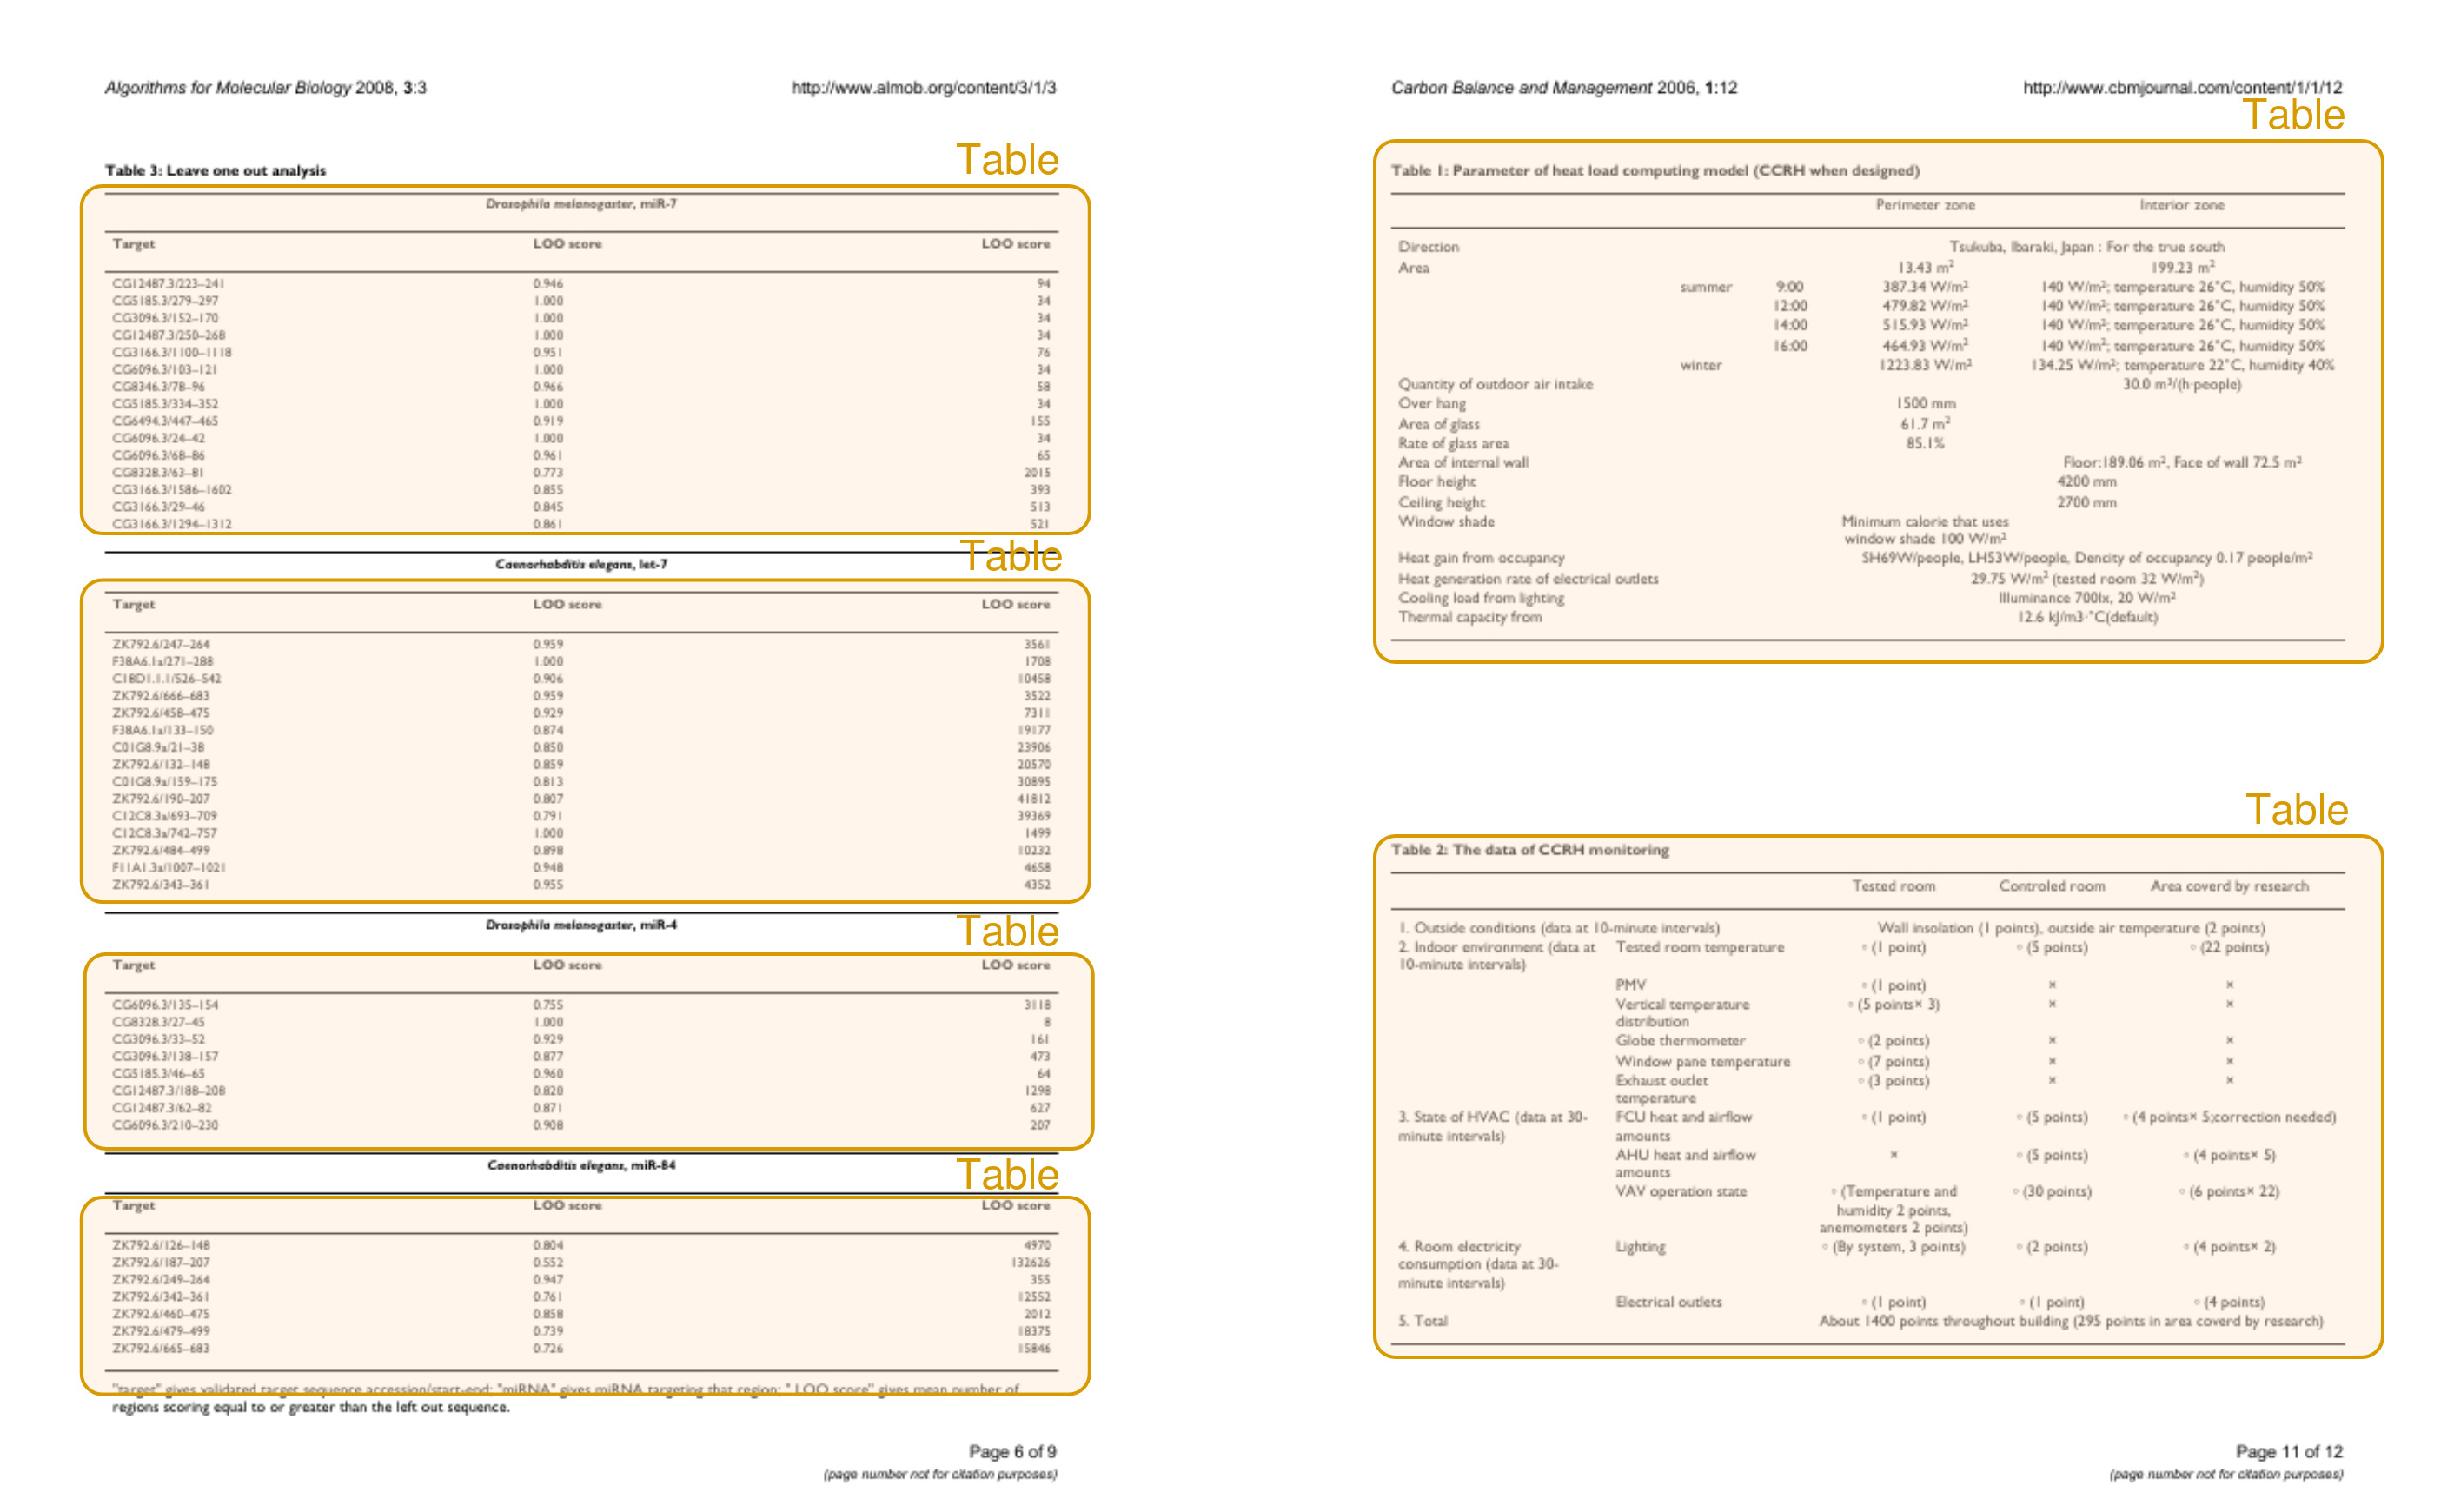 Algorithms for Molecular Biology 2008, 3:3 http://www.almob.org/content/3/1/3
Table
Table 3: Leave one out analysis
Drosophila melanogaster, miR-7
Target LOO score LOO score
CG12487.3/223–241 0.946 94
CG5185.3/279–297 1.000 34
CG3096.3/152–170 1.000 34
CG12487.3/250–268 1.000 34
CG3166.3/1100–1118 0.951 76
CG6096.3/103–121 1.000 34
CG8346.3/78–96 0.966 58
CG5185.3/334–352 1.000 34
CG6494.3/447–465 0.919 155
CG6096.3/24–42 1.000 34
CG6096.3/68–86 0.961 65
CG8328.3/63–81 0.773 2015
CG3166.3/1586–1602 0.855 393
CG3166.3/29–46 0.845 513
CG3166.3/1294–1312 0.861 521
Table
Caenorhabditis elegans, let-7
Target LOO score LOO score
ZK792.6/247–264 0.959 3561
F38A6.1a/271–288 1.000 1708
C18D1.1.1/526–542 0.906 10458
ZK792.6/666–683 0.959 3522
ZK792.6/458–475 0.929 7311
F38A6.1a/133–150 0.874 19177
C01G8.9a/21–38 0.850 23906
ZK792.6/132–148 0.859 20570
C01G8.9a/159–175 0.813 30895
ZK792.6/190–207 0.807 41812
C12C8.3a/693–709 0.791 39369
C12C8.3a/742–757 1.000 1499
ZK792.6/484–499 0.898 10232
F11A1.3a/1007–1021 0.948 4658
ZK792.6/343–361 0.955 4352
Table
Drosophila melanogaster, miR-4
Target LOO score LOO score
CG6096.3/135–154 0.755 3118
CG8328.3/27–45 1.000 8
CG3096.3/33–52 0.929 161
CG3096.3/138–157 0.877 473
CG5185.3/46–65 0.960 64
CG12487.3/188–208 0.820 1298
CG12487.3/62–82 0.871 627
CG6096.3/210–230 0.908 207
Table
Caenorhabditis elegans, miR-84
Target LOO score LOO score
ZK792.6/126–148 0.804 4970
ZK792.6/187–207 0.552 132626
ZK792.6/249–264 0.947 355
ZK792.6/342–361 0.761 12552
ZK792.6/460–475 0.858 2012
ZK792.6/479–499 0.739 18375
ZK792.6/665–683 0.726 15846
"target" gives validated target sequence accession/start-end; "miRNA" gives miRNA targeting that region; " LOO score" gives mean number of
regions scoring equal to or greater than the left out sequence.
Page 6 of 9
(page number not for citation purposes)
Carbon Balance and Management 2006, 1:12 http://www.cbmjournal.com/content/1/1/12
Table
Table 1: Parameter of heat load computing model (CCRH when designed)
Perimeter zone Interior zone
Direction Tsukuba, Ibaraki, Japan : For the true south
Area 13.43 m² 199.23 m²
summer 9:00 387.34 W/m² 140 W/m²; temperature 26°C, humidity 50%
12:00 479.82 W/m² 140 W/m²; temperature 26°C, humidity 50%
14:00 515.93 W/m² 140 W/m²; temperature 26°C, humidity 50%
16:00 464.93 W/m² 140 W/m²; temperature 26°C, humidity 50%
winter 1223.83 W/m² 134.25 W/m²; temperature 22°C, humidity 40%
Quantity of outdoor air intake 30.0 m³/(h·people)
Over hang 1500 mm
Area of glass 61.7 m²
Rate of glass area 85.1%
Area of internal wall Floor:189.06 m², Face of wall 72.5 m²
Floor height 4200 mm
Ceiling height 2700 mm
Window shade Minimum calorie that uses
window shade 100 W/m²
Heat gain from occupancy SH69W/people, LH53W/people, Dencity of occupancy 0.17 people/m²
Heat generation rate of electrical outlets 29.75 W/m² (tested room 32 W/m²)
Cooling load from lighting Illuminance 700lx, 20 W/m²
Thermal capacity from 12.6 kJ/m3·°C(default)
Table
Table 2: The data of CCRH monitoring
Tested room Controled room Area coverd by research
1. Outside conditions (data at 10-minute intervals) Wall insolation (1 points), outside air temperature (2 points)
2. Indoor environment (data at Tested room temperature ◦ (1 point) ◦ (5 points) ◦ (22 points)
10-minute intervals)
PMV ◦ (1 point) × ×
Vertical temperature ◦ (5 points× 3) × ×
distribution
Globe thermometer ◦ (2 points) × ×
Window pane temperature ◦ (7 points) × ×
Exhaust outlet ◦ (3 points) × ×
temperature
3. State of HVAC (data at 30- FCU heat and airflow ◦ (1 point) ◦ (5 points) ◦ (4 points× 5;correction needed)
minute intervals) amounts
AHU heat and airflow × ◦ (5 points) ◦ (4 points× 5)
amounts
VAV operation state ◦ (Temperature and ◦ (30 points) ◦ (6 points× 22)
humidity 2 points,
anemometers 2 points)
4. Room electricity Lighting ◦ (By system, 3 points) ◦ (2 points) ◦ (4 points× 2)
consumption (data at 30-
minute intervals)
Electrical outlets ◦ (1 point) ◦ (1 point) ◦ (4 points)
5. Total About 1400 points throughout building (295 points in area coverd by research)
Page 11 of 12
(page number not for citation purposes)